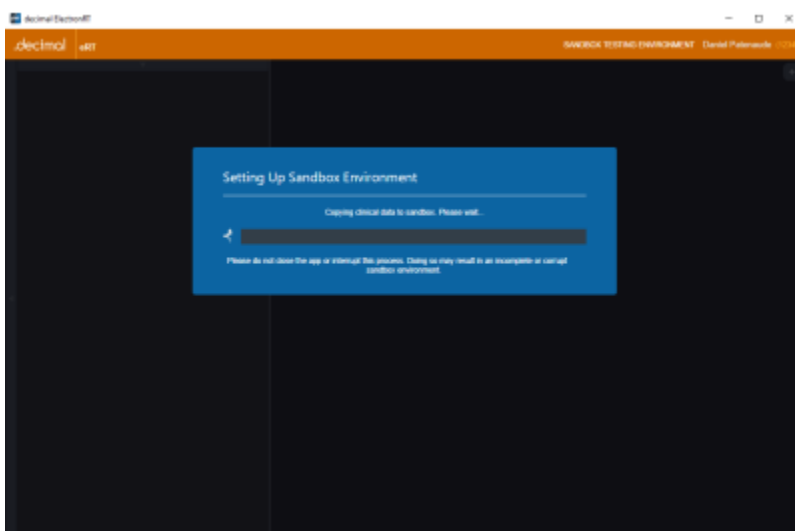 decimal ElectronRT
.decimal eRT
SANDBOX TESTING ENVIRONMENT Daniel Patenaude
Setting Up Sandbox Environment
Copying clinical data to sandbox. Please wait...
Please do not close the app or interrupt this process. Doing so may result in an incomplete or corrupt
sandbox environment.